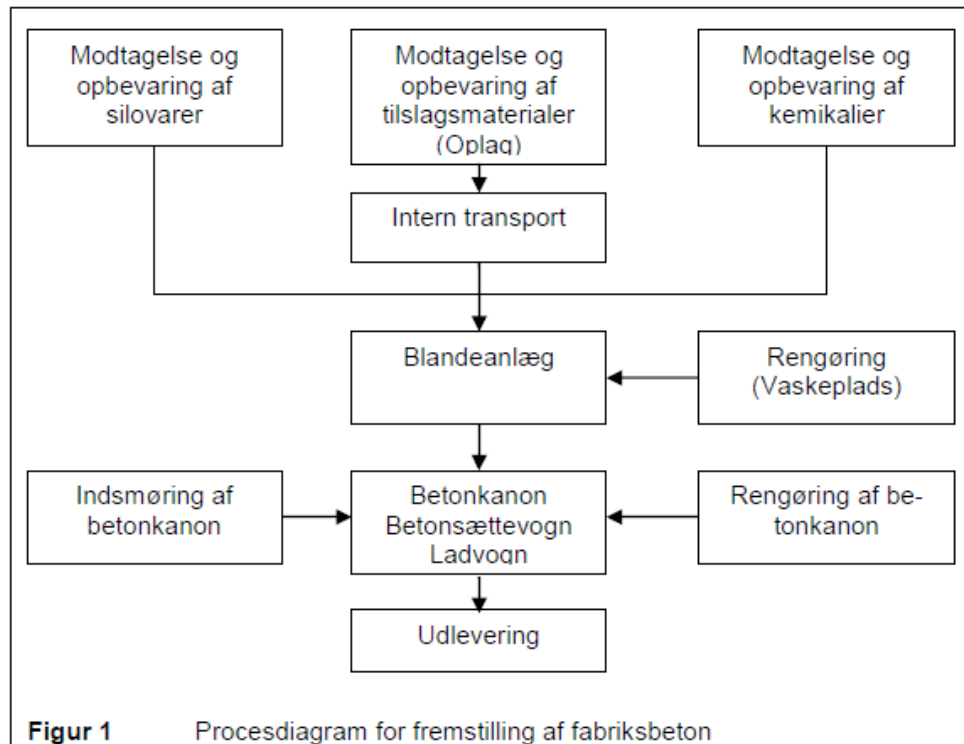 Modtagelse og
opbevaring af
silovarer
Modtagelse og
opbevaring af
tilslagsmaterialer
(Oplag)
Modtagelse og
opbevaring af
kemikalier
Intern transport
Blandeanlæg
Rengøring
(Vaskeplads)
Indsmøring af
betonkanon
Betonkanon
Betonsættevogn
Ladvogn
Rengøring af be-
tonkanon
Udlevering
Figur 1 Procesdiagram for fremstilling af fabriksbeton